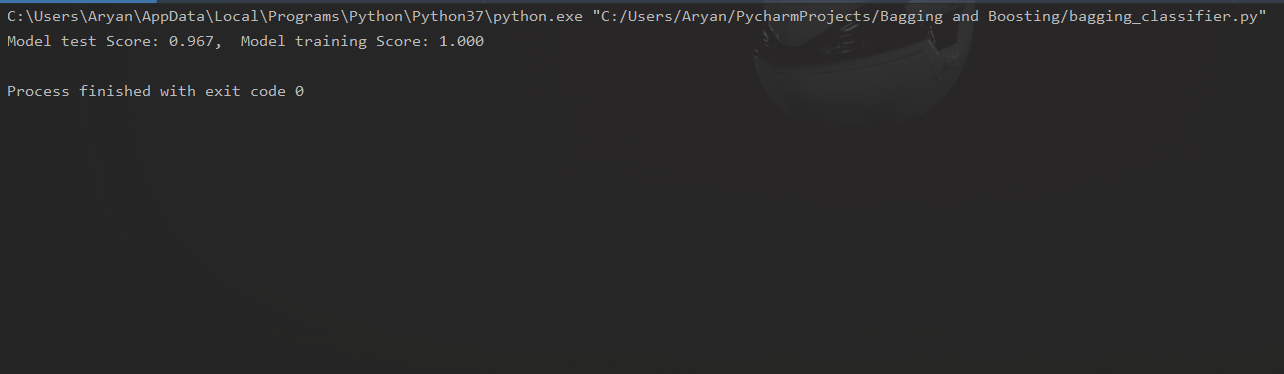 C:\Users\Aryan\AppData\Local\Programs\Python\Python37\python.exe "C:/Users/Aryan/PycharmProjects/Bagging and Boosting/bagging_classifier.py"
Model test Score: 0.967,  Model training Score: 1.000
Process finished with exit code 0